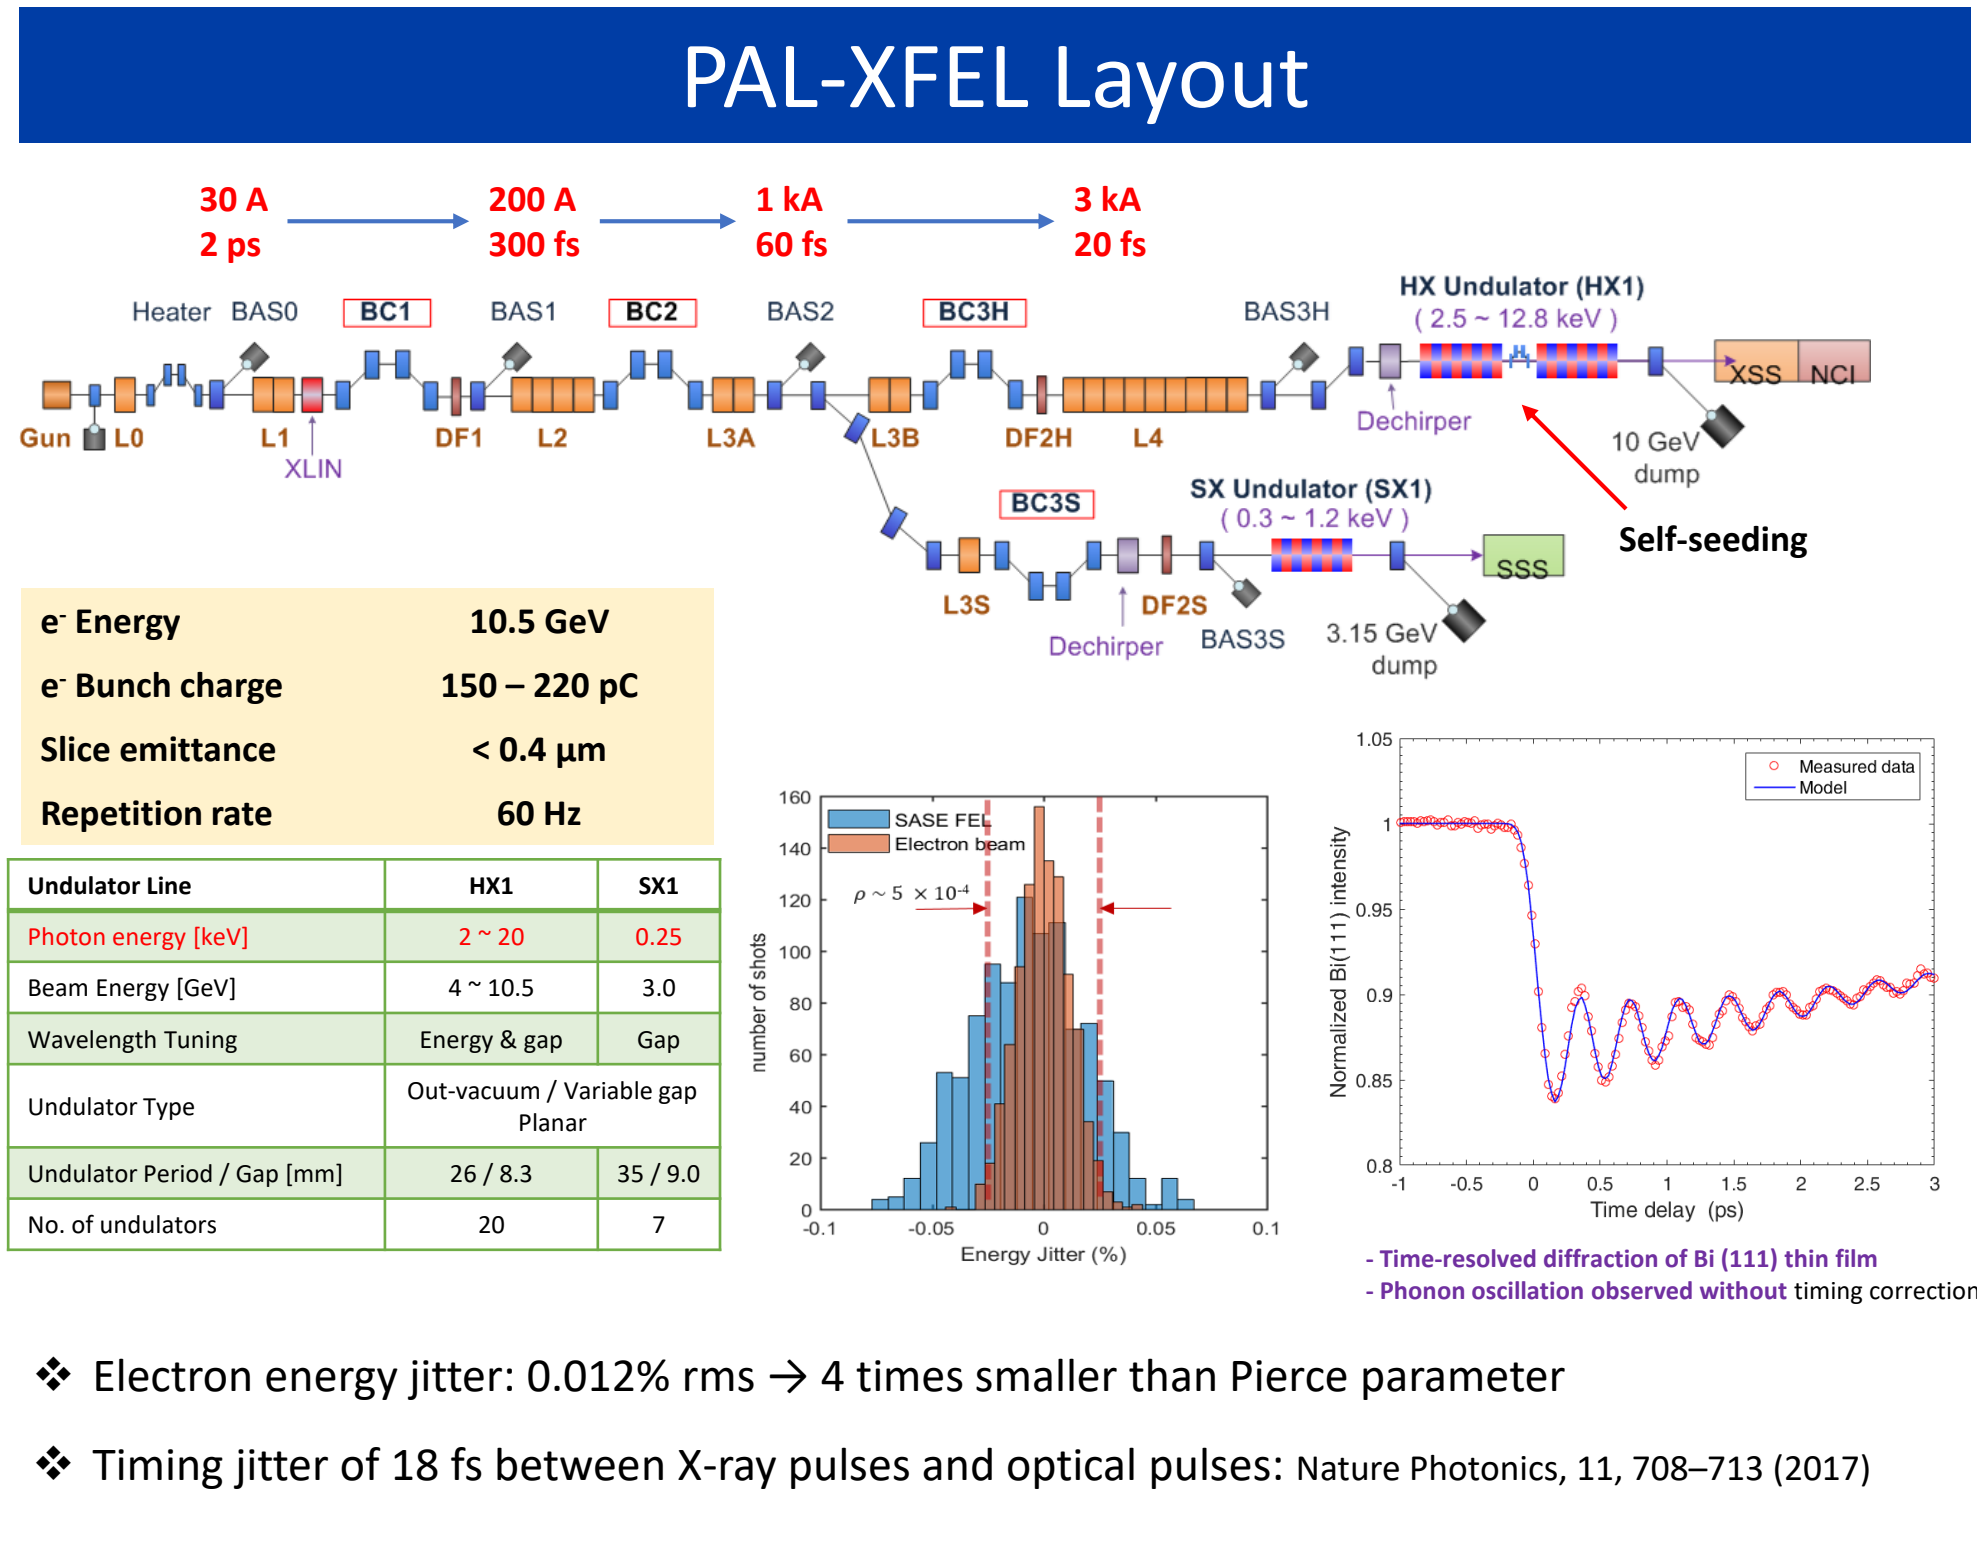 PAL-XFEL Layout
30 A 200 A 1 kA 3 kA
2 ps 300 fs 60 fs 20 fs
Heater BAS0 BC1 BAS1 BC2 BAS2 BC3H BAS3H
HX Undulator (HX1)
( 2.5 ~ 12.8 keV )
Gun L0 L1 DF1 L2 L3A L3B DF2H L4
XLIN
Dechirper
XSS NCI
10 GeV
dump
Self-seeding
BC3S
SX Undulator (SX1)
( 0.3 ~ 1.2 keV )
SSS
L3S
DF2S
Dechirper
BAS3S
3.15 GeV
dump
e- Energy 10.5 GeV
e- Bunch charge 150 – 220 pC
Slice emittance < 0.4 μm
Repetition rate 60 Hz
Undulator Line HX1 SX1
Photon energy [keV] 2 ~ 20 0.25
Beam Energy [GeV] 4 ~ 10.5 3.0
Wavelength Tuning Energy & gap Gap
Undulator Type Out-vacuum / Variable gap
Planar
Undulator Period / Gap [mm] 26 / 8.3 35 / 9.0
No. of undulators 20 7
160
140
120
100
80
60
40
20
0
number of shots
SASE FEL
Electron beam
ρ ~ 5 × 10-4
-0.1 -0.05 0 0.05 0.1
Energy Jitter (%)
1.05
1
0.95
0.9
0.85
0.8
Normalized Bi(111) intensity
Measured data
Model
-1 -0.5 0 0.5 1 1.5 2 2.5 3
Time delay (ps)
- Time-resolved diffraction of Bi (111) thin film
- Phonon oscillation observed without timing correction
❖ Electron energy jitter: 0.012% rms → 4 times smaller than Pierce parameter
❖ Timing jitter of 18 fs between X-ray pulses and optical pulses: Nature Photonics, 11, 708–713 (2017)